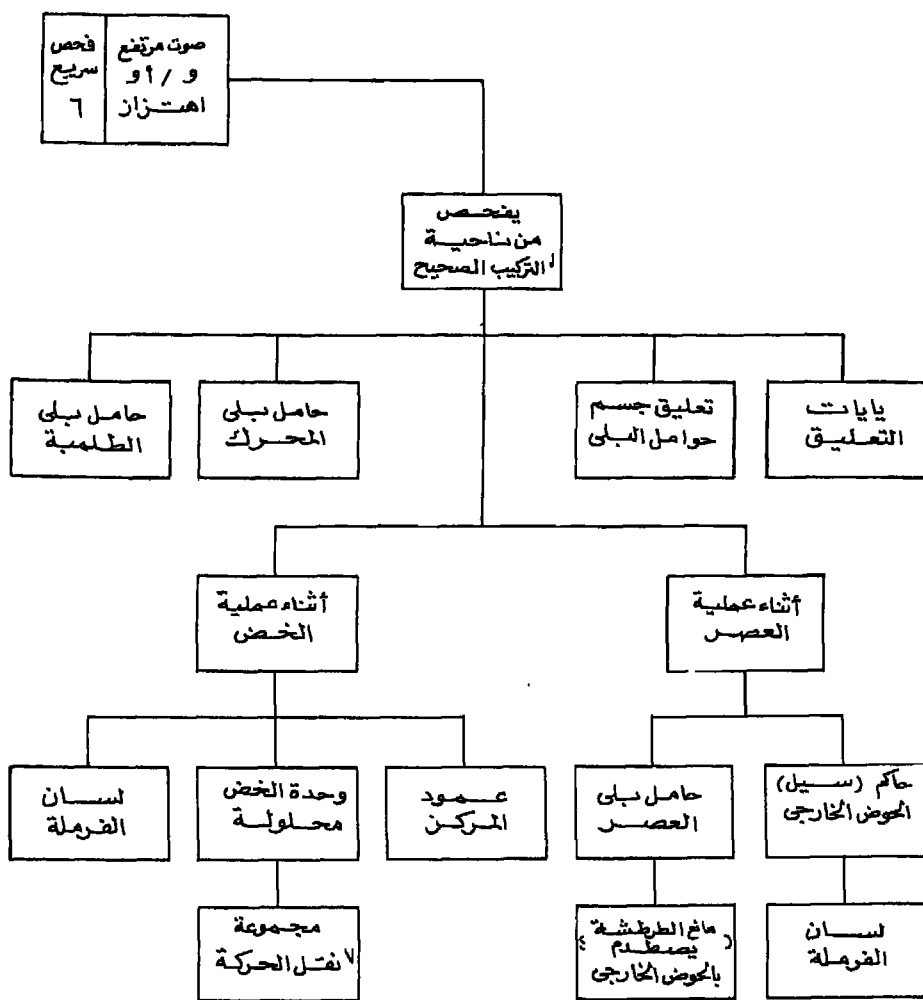 صوت مرتفع
و / أو
اهتزاز
فحص
سريع
٦
يفحص
من ناحية
التركيب الصحيح
يايات
التعليق
تعليق جسم
حوامل البلى
حامل بلى
المحرك
حامل بلى
الطلمبة
أثناء عملية
العصر
أثناء عملية
الخض
حاكم (سيل)
الحوض الخارجى
حامل بلى
العصر
عمود
المركز
وحدة الخض
محلولة
لسان
الفرملة
لسان
الفرملة
مانع الطرطشة
يصطدم
بالحوض الخارجى
مجموعة
نقل الحركة